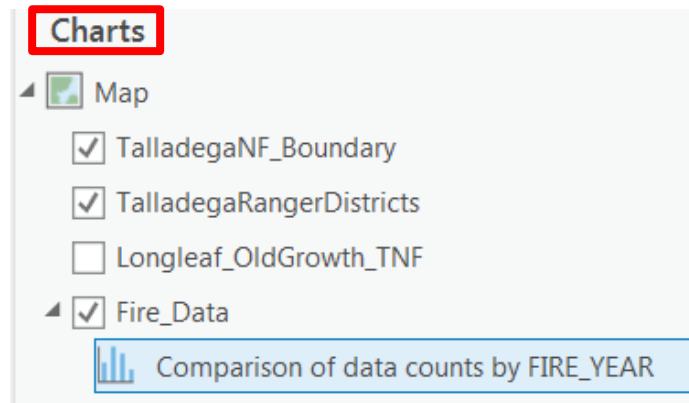 Charts
Map
TalladegaNF_Boundary
TalladegaRangerDistricts
Longleaf_OldGrowth_TNF
Fire_Data
Comparison of data counts by FIRE_YEAR